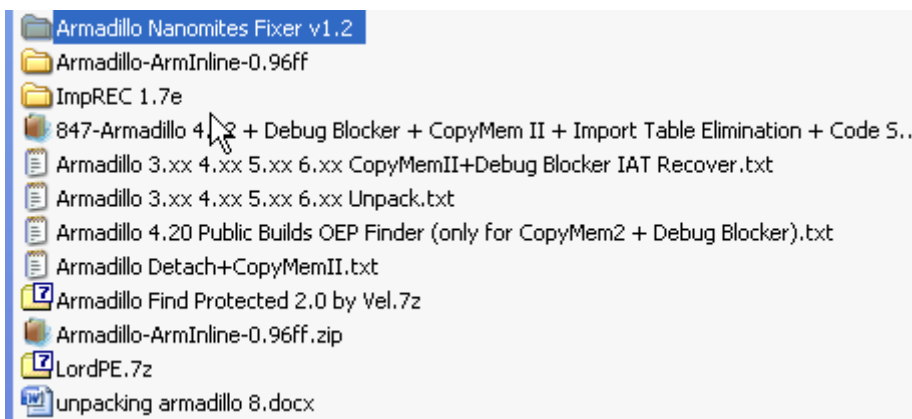 Armadillo Nanomites Fixer v1.2
Armadillo-ArmInline-0.96ff
ImpREC 1.7e
847-Armadillo 4. 2 + Debug Blocker + CopyMem II + Import Table Elimination + Code S...
Armadillo 3.xx 4.xx 5.xx 6.xx CopyMemII+Debug Blocker IAT Recover.txt
Armadillo 3.xx 4.xx 5.xx 6.xx Unpack.txt
Armadillo 4.20 Public Builds OEP Finder (only for CopyMem2 + Debug Blocker).txt
Armadillo Detach+CopyMemII.txt
Armadillo Find Protected 2.0 by Vel.7z
Armadillo-ArmInline-0.96ff.zip
LordPE.7z
unpacking armadillo 8.docx